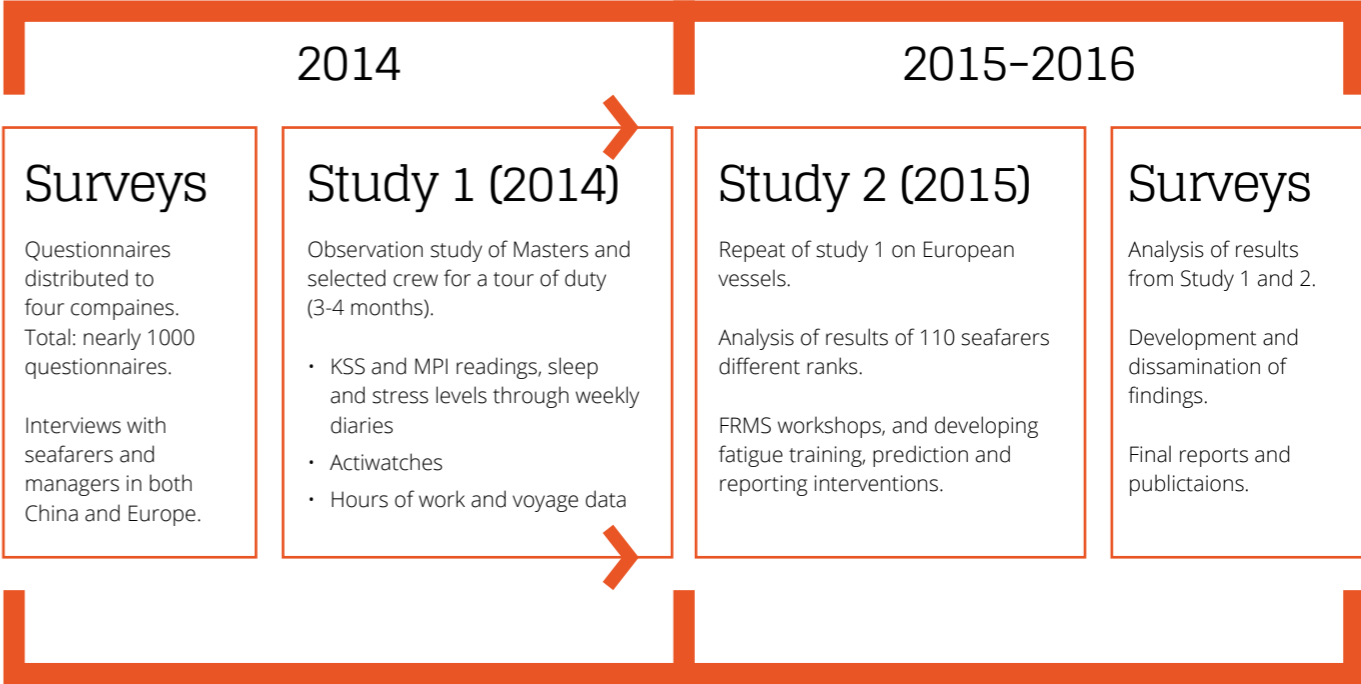 2014
2015–2016
Surveys
Questionnaires
distributed to
four compaines.
Total: nearly 1000
questionnaires.
Interviews with
seafarers and
managers in both
China and Europe.
Study 1 (2014)
Observation study of Masters and
selected crew for a tour of duty
(3-4 months).
• KSS and MPI readings, sleep
and stress levels through weekly
diaries
• Actiwatches
• Hours of work and voyage data
Study 2 (2015)
Repeat of study 1 on European
vessels.
Analysis of results of 110 seafarers
different ranks.
FRMS workshops, and developing
fatigue training, prediction and
reporting interventions.
Surveys
Analysis of results
from Study 1 and 2.
Development and
dissamination of
findings.
Final reports and
publictaions.